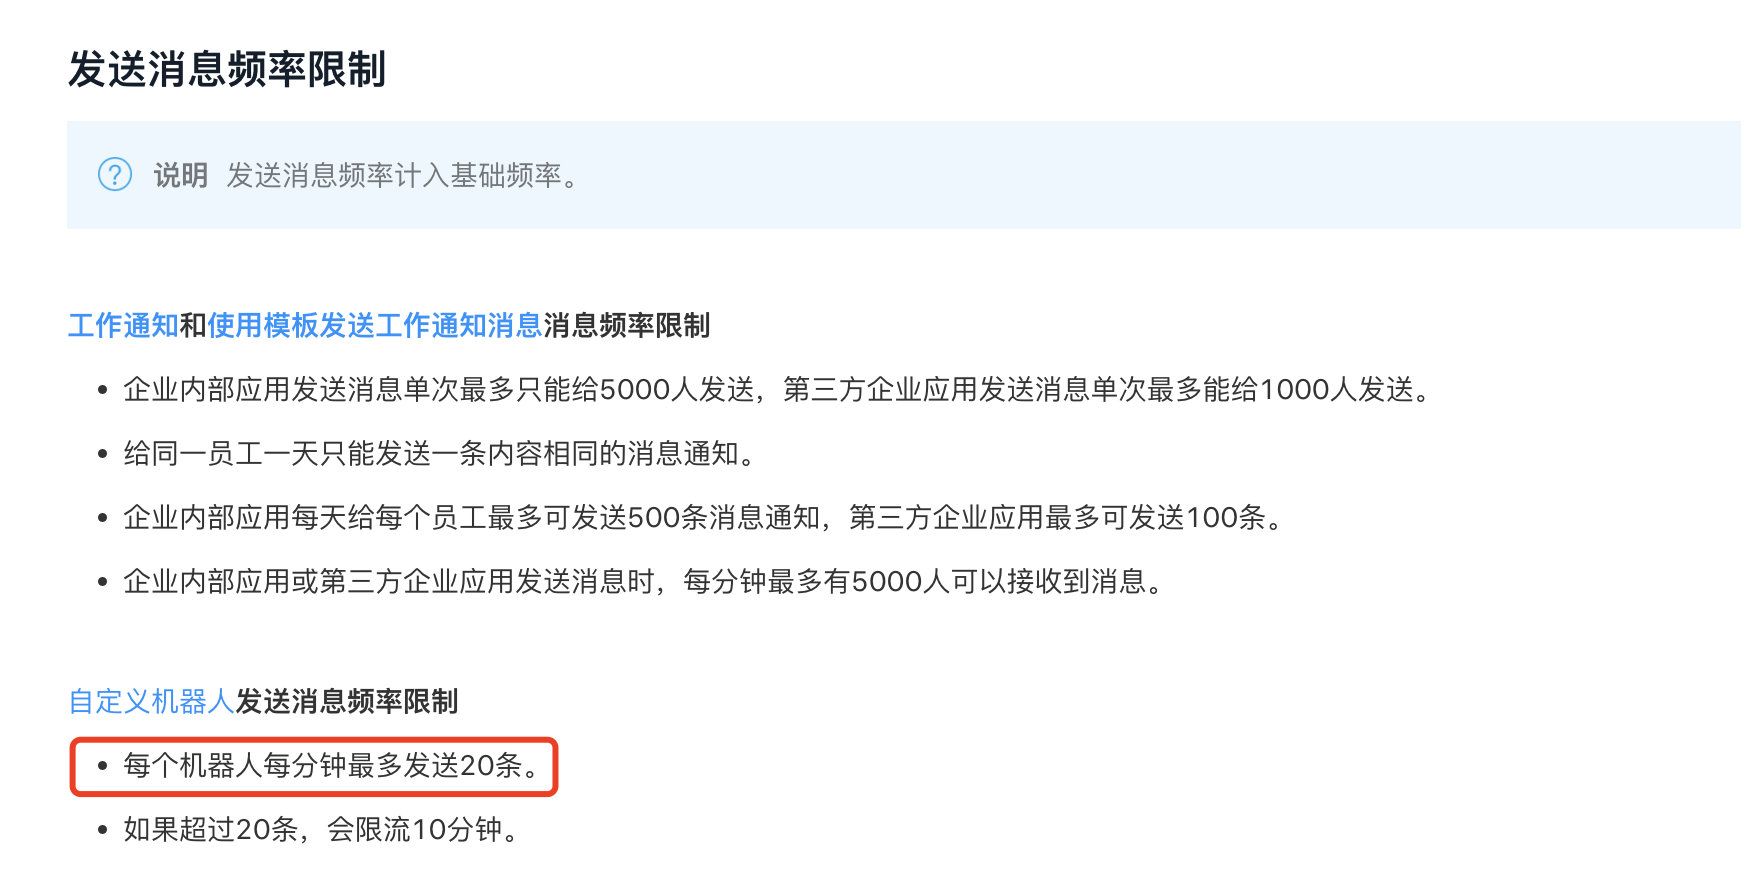 发送消息频率限制
说明 发送消息频率计入基础频率。
工作通知和使用模板发送工作通知消息消息频率限制
企业内部应用发送消息单次最多只能给5000人发送，第三方企业应用发送消息单次最多能给1000人发送。
给同一员工一天只能发送一条内容相同的消息通知。
企业内部应用每天给每个员工最多可发送500条消息通知，第三方企业应用最多可发送100条。
企业内部应用或第三方企业应用发送消息时，每分钟最多有5000人可以接收到消息。
自定义机器人发送消息频率限制
每个机器人每分钟最多发送20条。
如果超过20条，会限流10分钟。